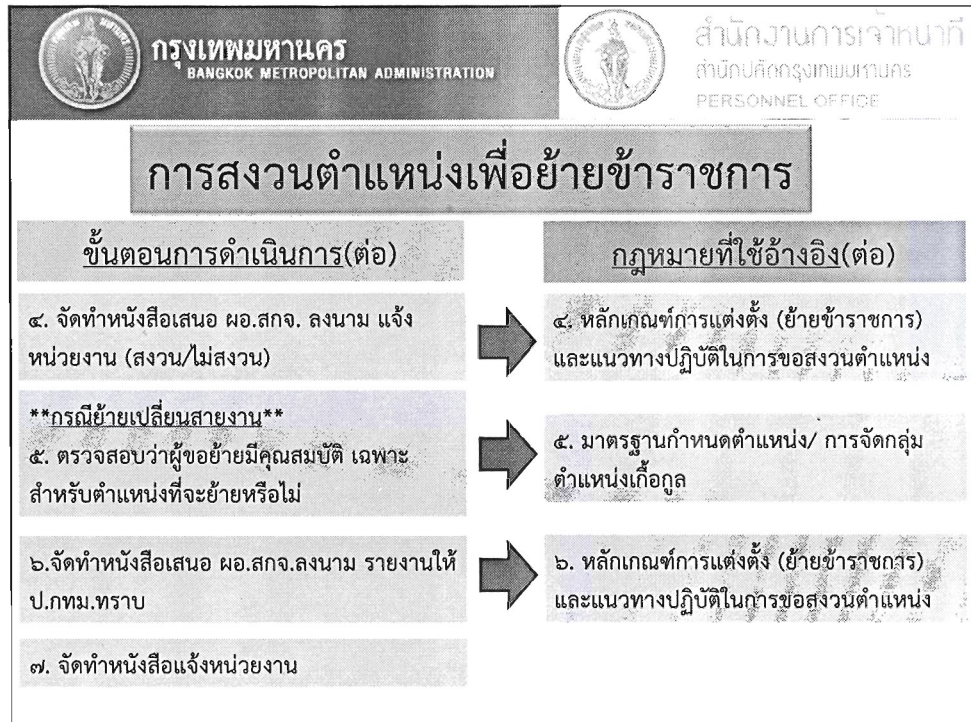 กรุงเทพมหานคร
BANGKOK METROPOLITAN ADMINISTRATION
สำนักงานการเจ้าหน้าที่
สำนักปลัดกรุงเทพมหานคร
PERSONNEL OFFICE
การสงวนตำแหน่งเพื่อย้ายข้าราชการ
ขั้นตอนการดำเนินการ(ต่อ)
๔. จัดทำหนังสือเสนอ ผอ.สกจ. ลงนาม แจ้ง
หน่วยงาน (สงวน/ไม่สงวน)
**กรณีย้ายเปลี่ยนสายงาน**
๕. ตรวจสอบว่าผู้ขอย้ายมีคุณสมบัติ เฉพาะ
สำหรับตำแหน่งที่จะย้ายหรือไม่
๖.จัดทำหนังสือเสนอ ผอ.สกจ.ลงนาม รายงานให้
ป.กทม.ทราบ
๗. จัดทำหนังสือแจ้งหน่วยงาน
กฎหมายที่ใช้อ้างอิง(ต่อ)
๔. หลักเกณฑ์การแต่งตั้ง (ย้ายข้าราชการ)
และแนวทางปฏิบัติในการขอสงวนตำแหน่ง
๕. มาตรฐานกำหนดตำแหน่ง/ การจัดกลุ่ม
ตำแหน่งเกื้อกูล
๖. หลักเกณฑ์การแต่งตั้ง (ย้ายข้าราชการ)
และแนวทางปฏิบัติในการขอสงวนตำแหน่ง